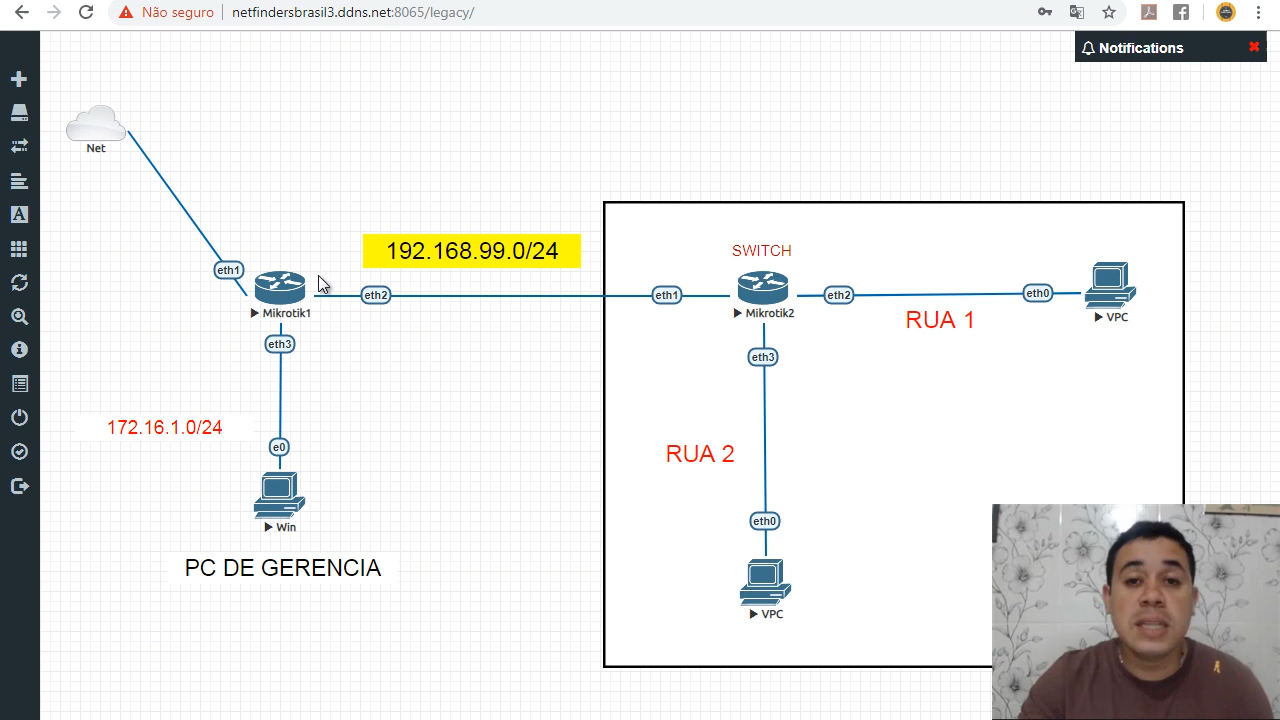 Não seguro
netfindersbrasil3.ddns.net:8065/legacy/
Notifications
Net
192.168.99.0/24
SWITCH
eth1
Mikrotik1
eth2
eth1
Mikrotik2
eth2
eth0
VPC
RUA 1
eth3
eth3
172.16.1.0/24
e0
RUA 2
Win
eth0
PC DE GERENCIA
VPC